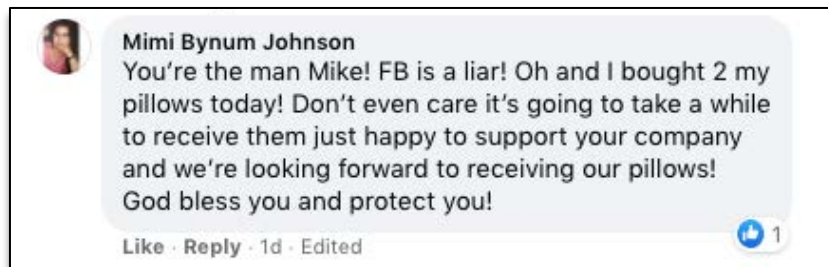 Mimi Bynum Johnson
You're the man Mike! FB is a liar! Oh and I bought 2 my
pillows today! Don't even care it's going to take a while
to receive them just happy to support your company
and we're looking forward to receiving our pillows!
God bless you and protect you!
Like · Reply · 1d · Edited
1